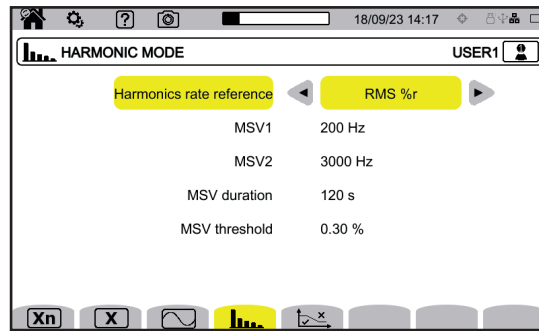 ? 18/09/23 14:17
HARMONIC MODE USER1
Harmonics rate reference RMS %r
MSV1 200 Hz
MSV2 3000 Hz
MSV duration 120 s
MSV threshold 0.30 %
Xn X